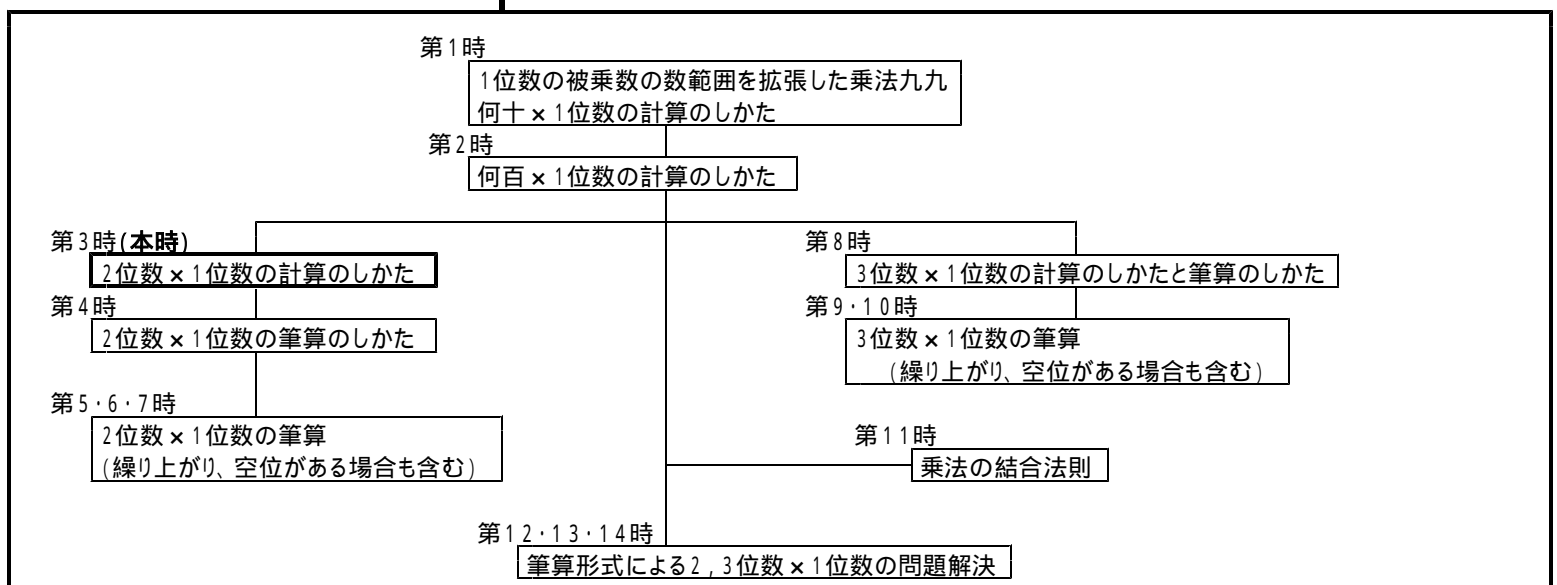 第1時
1位数の被乗数の数範囲を拡張した乗法九九
何十×1位数の計算のしかた
第2時
何百×1位数の計算のしかた
第3時(本時)
2位数×1位数の計算のしかた
第4時
2位数×1位数の筆算のしかた
第5・6・7時
2位数×1位数の筆算
(繰り上がり、空位がある場合も含む)
第8時
3位数×1位数の計算のしかたと筆算のしかた
第9・10時
3位数×1位数の筆算
(繰り上がり、空位がある場合も含む)
第11時
乗法の結合法則
第12・13・14時
筆算形式による2,3位数×1位数の問題解決